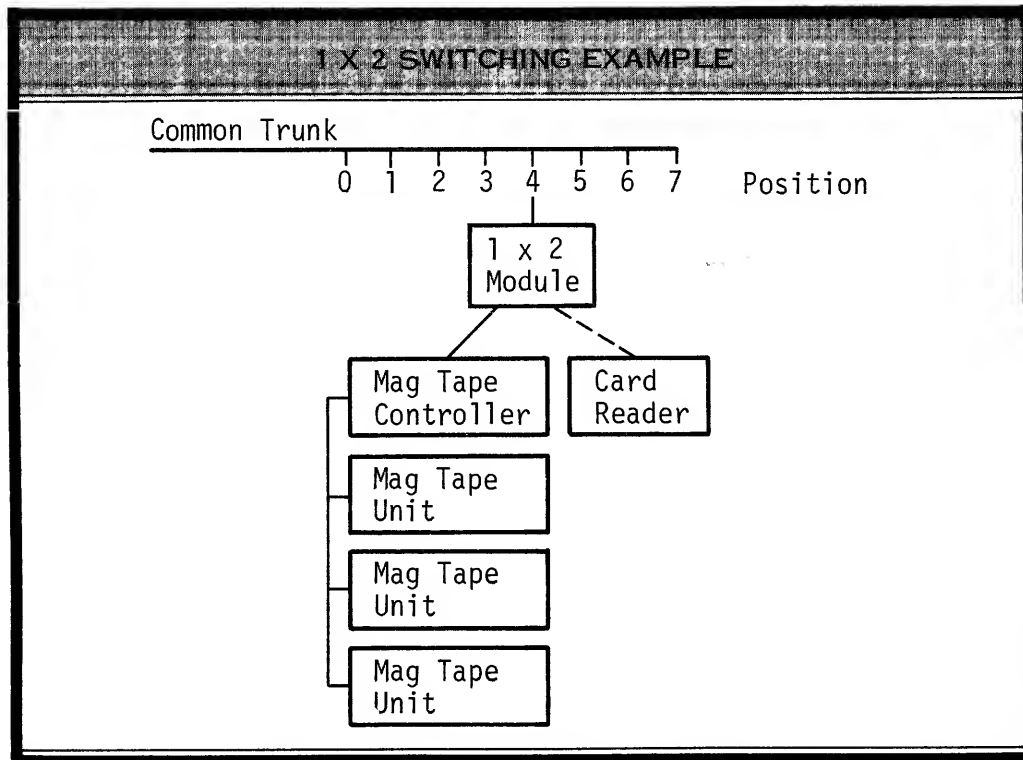 1 X 2 SWITCHING EXAMPLE
Common Trunk
0 1 2 3 4 5 6 7 Position
1 x 2
Module
Mag Tape
Controller
Card
Reader
Mag Tape
Unit
Mag Tape
Unit
Mag Tape
Unit